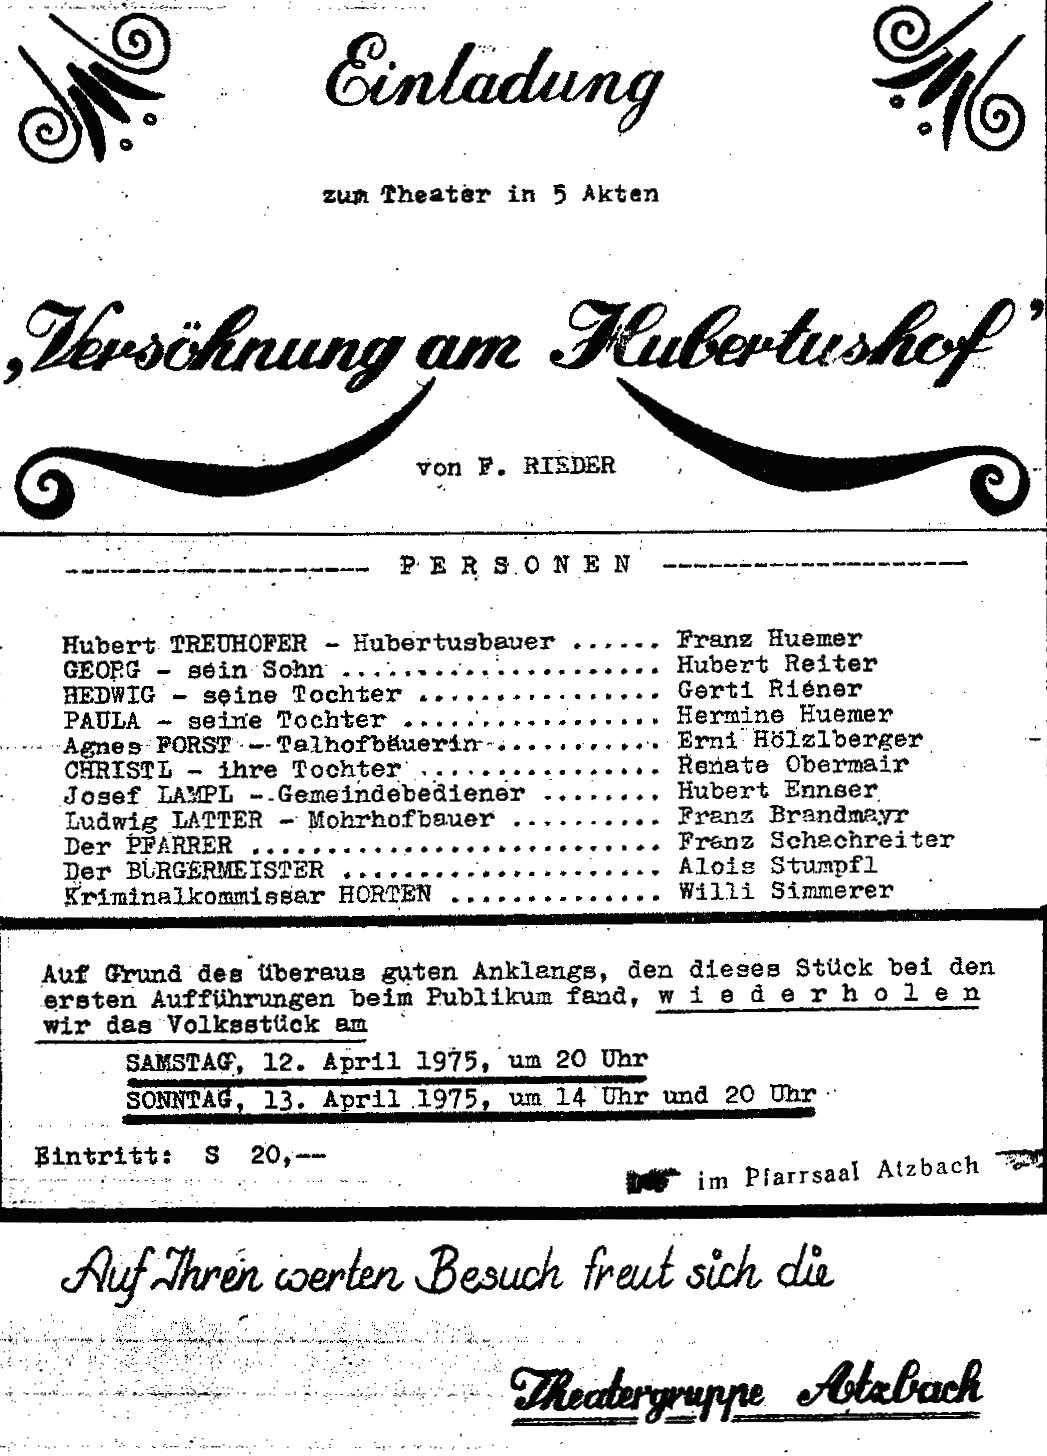 Einladung
zum Theater in 5 Akten
„Versöhnung am Hubertushof”
von F. RIEDER
-------------------- P E R S O N E N --------------------
Hubert TREUHOFER - Hubertusbauer ...... Franz Huemer
GEORG - sein Sohn ..................... Hubert Reiter
HEDWIG - seine Tochter ................ Gerti Riener
PAULA - seine Tochter ................. Hermine Huemer
Agnes FORST - Talhofbäuerin ........... Erni Hölzlberger
CHRISTL - ihre Tochter ................ Renate Obermair
Josef LAMPL - Gemeindebediener ........ Hubert Ennser
Ludwig LATTER - Mohrhofbauer .......... Franz Brandmayr
Der PFARRER ........................... Franz Schachreiter
Der BÜRGERMEISTER ..................... Alois Stumpfl
Kriminalkommissar HORTEN .............. Willi Simmerer
Auf Grund des überaus guten Anklangs, den dieses Stück bei den
ersten Aufführungen beim Publikum fand, w i e d e r h o l e n
wir das Volksstück am
SAMSTAG, 12. April 1975, um 20 Uhr
SONNTAG, 13. April 1975, um 14 Uhr und 20 Uhr
Eintritt: S 20,--
im Pfarrsaal Atzbach
Auf Ihren werten Besuch freut sich die
Theatergruppe Atzbach